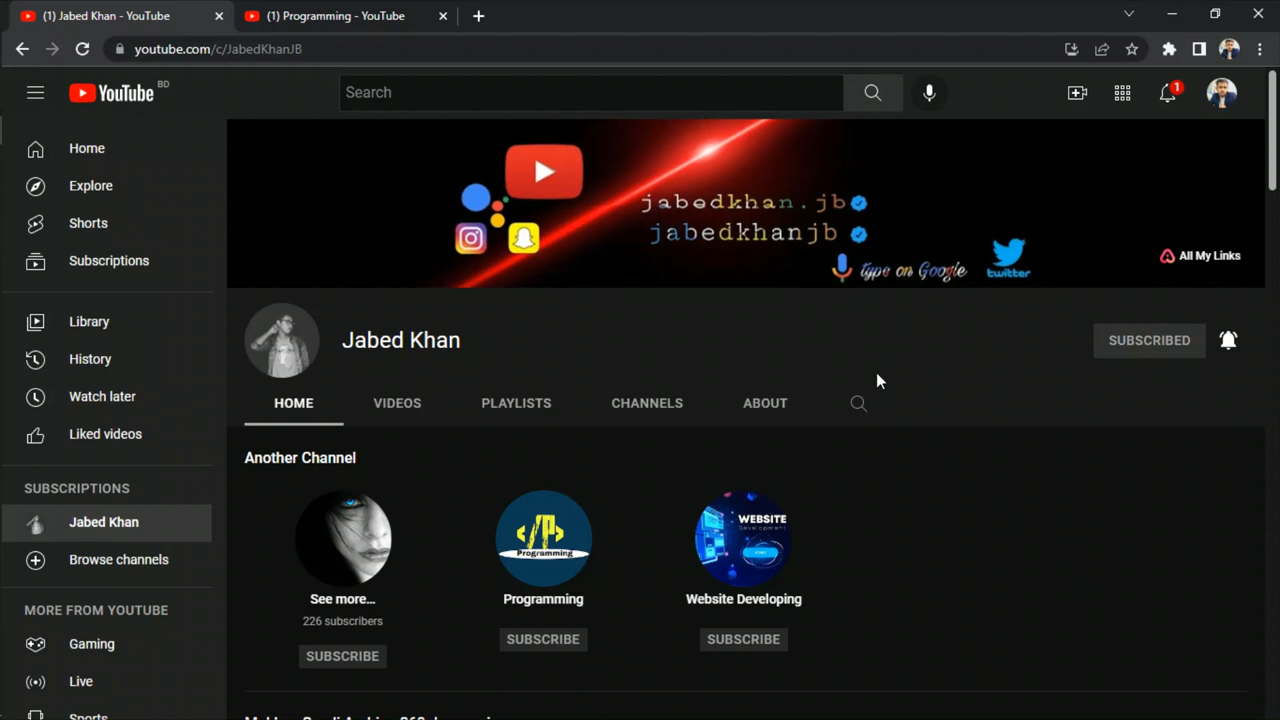 (1) Jabed Khan - YouTube
(1) Programming - YouTube
youtube.com/c/JabedKhanJB
YouTube BD
Search
1
Home
Explore
Shorts
Subscriptions
Library
History
Watch later
Liked videos
SUBSCRIPTIONS
Jabed Khan
Browse channels
MORE FROM YOUTUBE
Gaming
Live
Sports
jabedkhan.jb
jabedkhanjb
type on Google
twitter
All My Links
Jabed Khan
SUBSCRIBED
HOME VIDEOS PLAYLISTS CHANNELS ABOUT
Another Channel
</P>
Programming
WEBSITE
See more...
Programming
Website Developing
226 subscribers
SUBSCRIBE
SUBSCRIBE
SUBSCRIBE